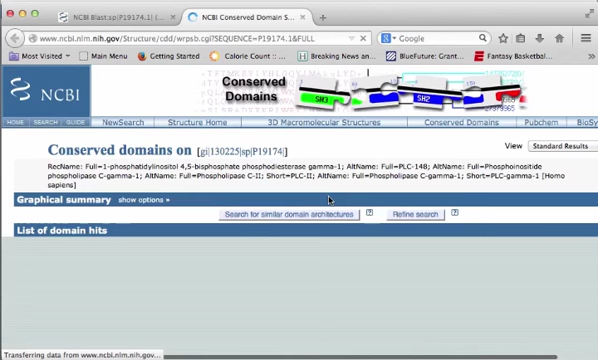 NCBI Blast:sp|P19174.1| (... ×
NCBI Conserved Domain S... ×
www.ncbi.nlm.nih.gov/Structure/cdd/wrpsb.cgi?SEQUENCE=P19174.1&FULL
Google
Most Visited
Main Menu
Getting Started
Calorie Count ::...
Breaking News an...
BlueFuture: Grant...
Fantasy Basketbal...
NCBI
Conserved
Domains
SH3
SH2
HOME
SEARCH
GUIDE
NewSearch
Structure Home
3D Macromolecular Structures
Conserved Domains
Pubchem
BioSy
Conserved domains on [gi|130225|sp|P19174|]
View
Standard Results
RecName: Full=1-phosphatidylinositol 4,5-bisphosphate phosphodiesterase gamma-1; AltName: Full=PLC-148; AltName: Full=Phosphoinositide
phospholipase C-gamma-1; AltName: Full=Phospholipase C-II; Short=PLC-II; AltName: Full=Phospholipase C-gamma-1; Short=PLC-gamma-1 [Homo
sapiens]
Graphical summary
show options »
Search for similar domain architectures
?
Refine search
?
List of domain hits
Transferring data from www.ncbi.nlm.nih.gov...